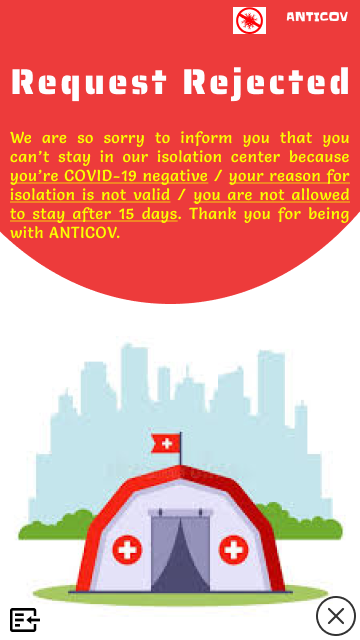 ANTICOV
Request Rejected
We are so sorry to inform you that you
can't stay in our isolation center because
you're COVID-19 negative / your reason for
isolation is not valid / you are not allowed
to stay after 15 days. Thank you for being
with ANTICOV.